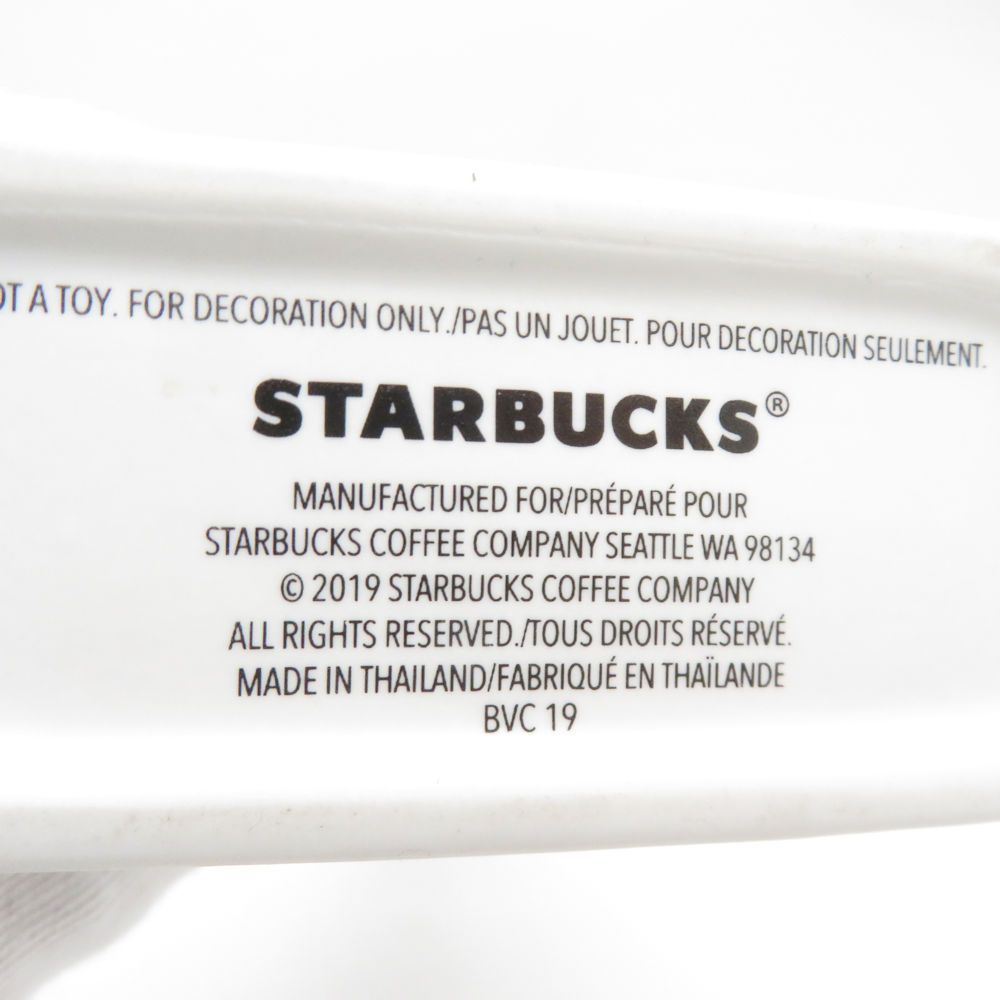 OT A TOY. FOR DECORATION ONLY./PAS UN JOUET. POUR DECORATION SEULEMENT.
STARBUCKS®
MANUFACTURED FOR/PRÉPARÉ POUR
STARBUCKS COFFEE COMPANY SEATTLE WA 98134
© 2019 STARBUCKS COFFEE COMPANY
ALL RIGHTS RESERVED./TOUS DROITS RÉSERVÉ.
MADE IN THAILAND/FABRIQUÉ EN THAÏLANDE
BVC 19